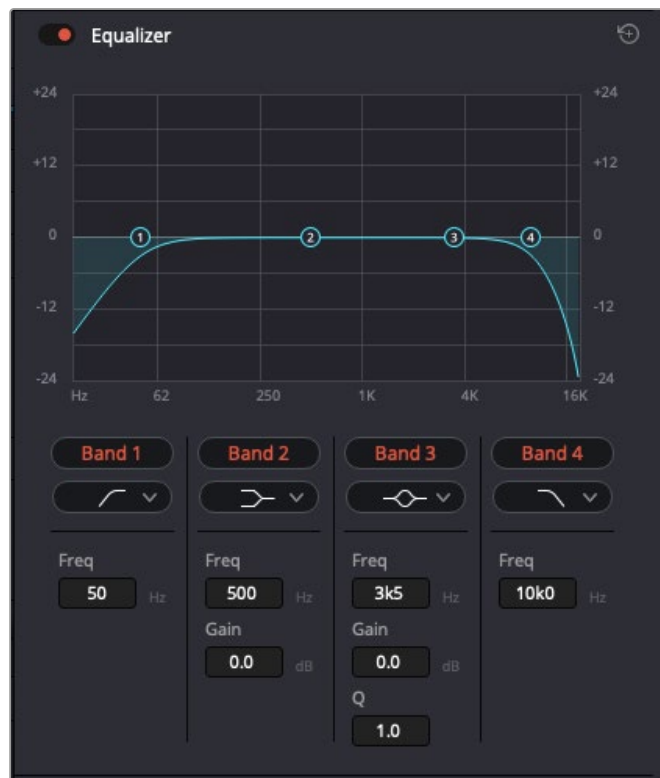 Equalizer
+24 +24
+12 +12
0 0
1 2 3 4
-12 -12
-24 -24
Hz 62 250 1K 4K 16K
Band 1 Band 2 Band 3 Band 4
Freq Freq Freq Freq
50 Hz 500 Hz 3k5 Hz 10k0 Hz
Gain Gain
0.0 dB 0.0 dB
Q
1.0